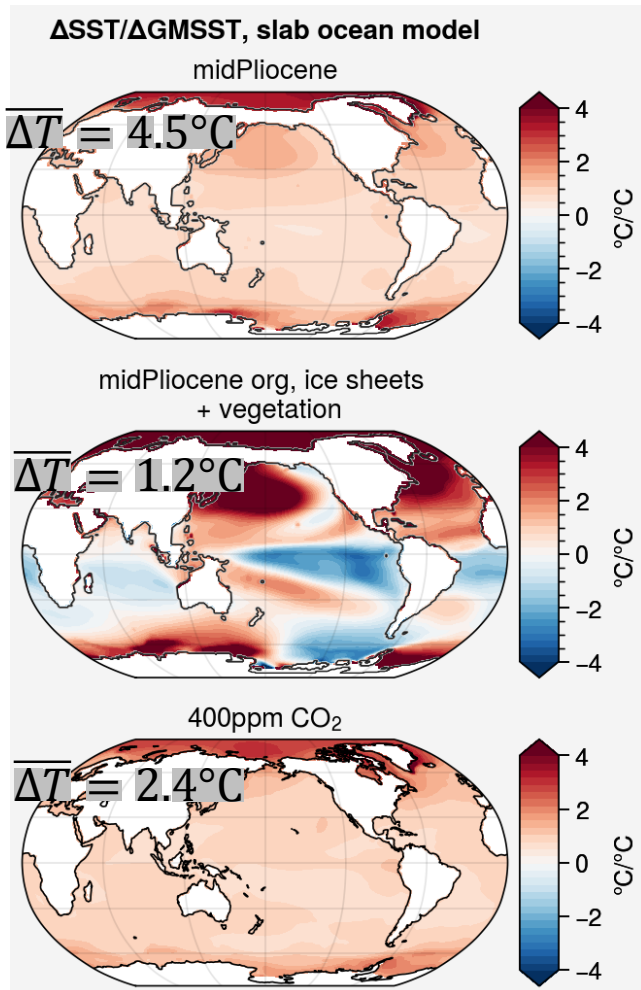 ΔSST/ΔGMSST, slab ocean model
midPliocene
ΔT̅ = 4.5°C
4
2
0
−2
−4
°C/°C
midPliocene org, ice sheets
+ vegetation
ΔT̅ = 1.2°C
4
2
0
−2
−4
°C/°C
400ppm CO₂
ΔT̅ = 2.4°C
4
2
0
−2
−4
°C/°C